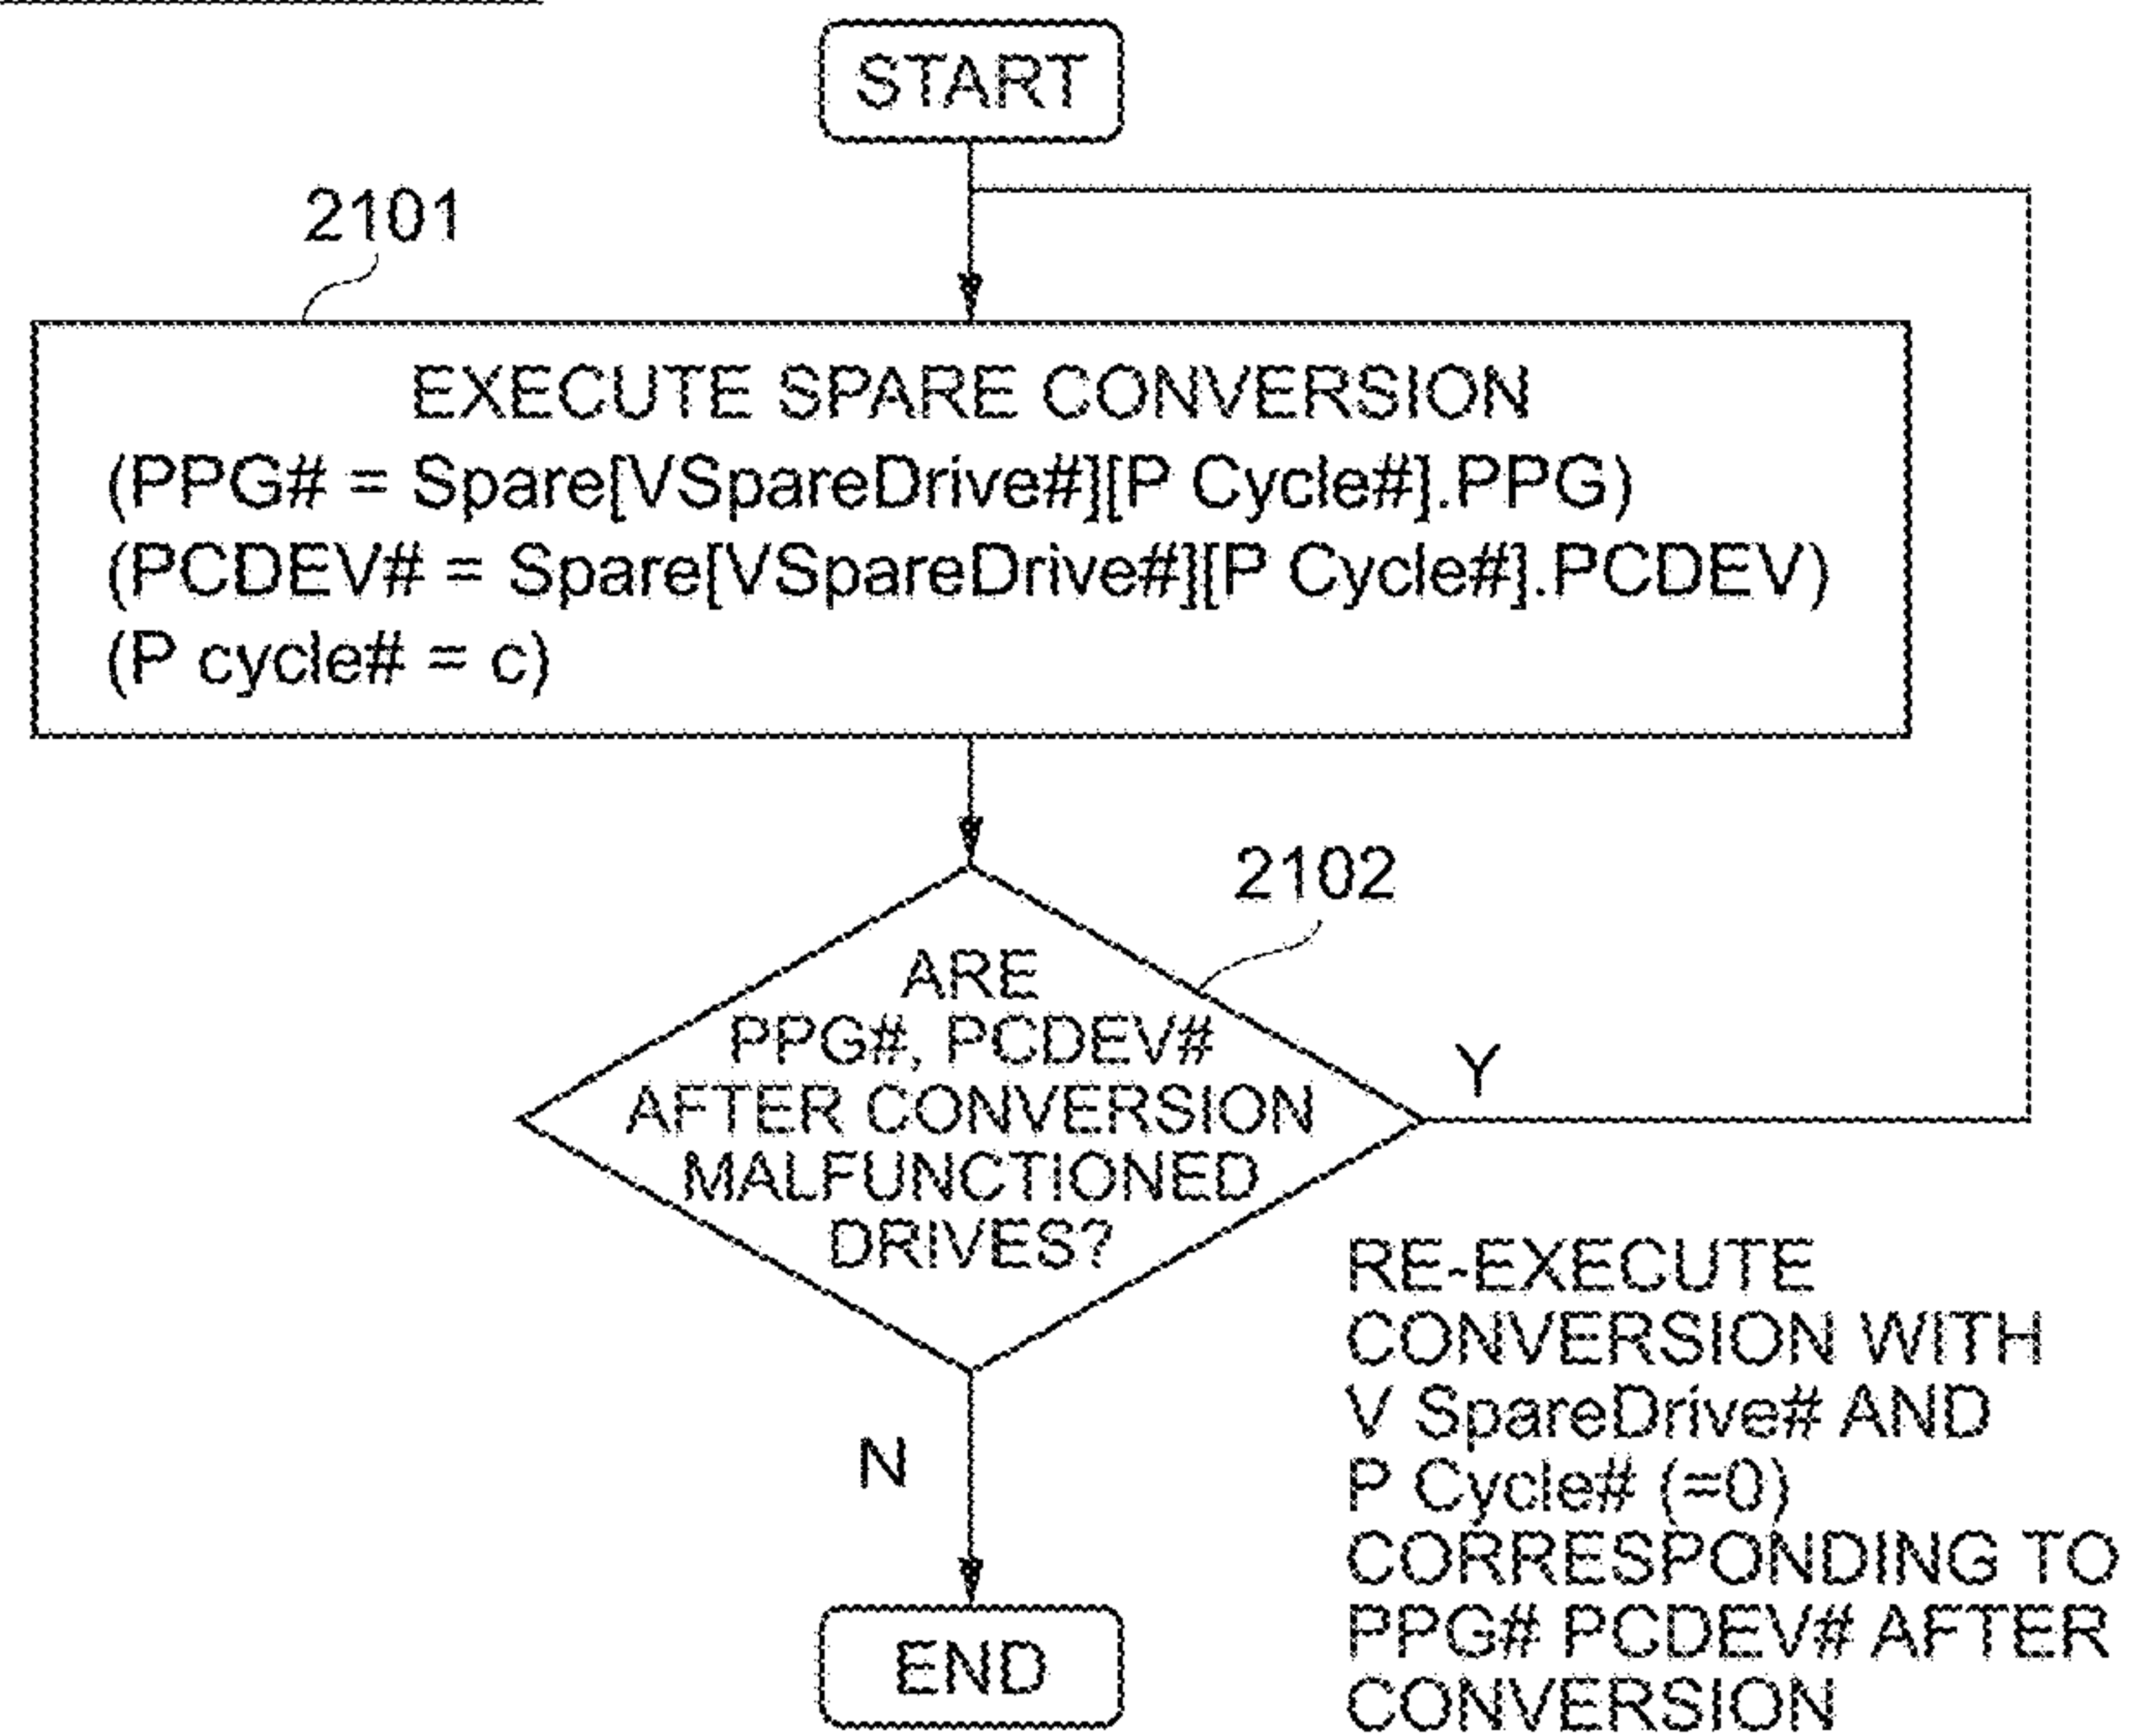 START
2101
EXECUTE SPARE CONVERSION
(PPG# = Spare[VSpareDrive#][P Cycle#].PPG)
(PCDEV# = Spare[VSpareDrive#][P Cycle#].PCDEV)
(P cycle# = c)
2102
ARE
PPG#, PCDEV#
AFTER CONVERSION
MALFUNCTIONED
DRIVES?
Y
RE-EXECUTE
CONVERSION WITH
V SpareDrive# AND
P Cycle# (=0)
CORRESPONDING TO
PPG# PCDEV# AFTER
CONVERSION
N
END